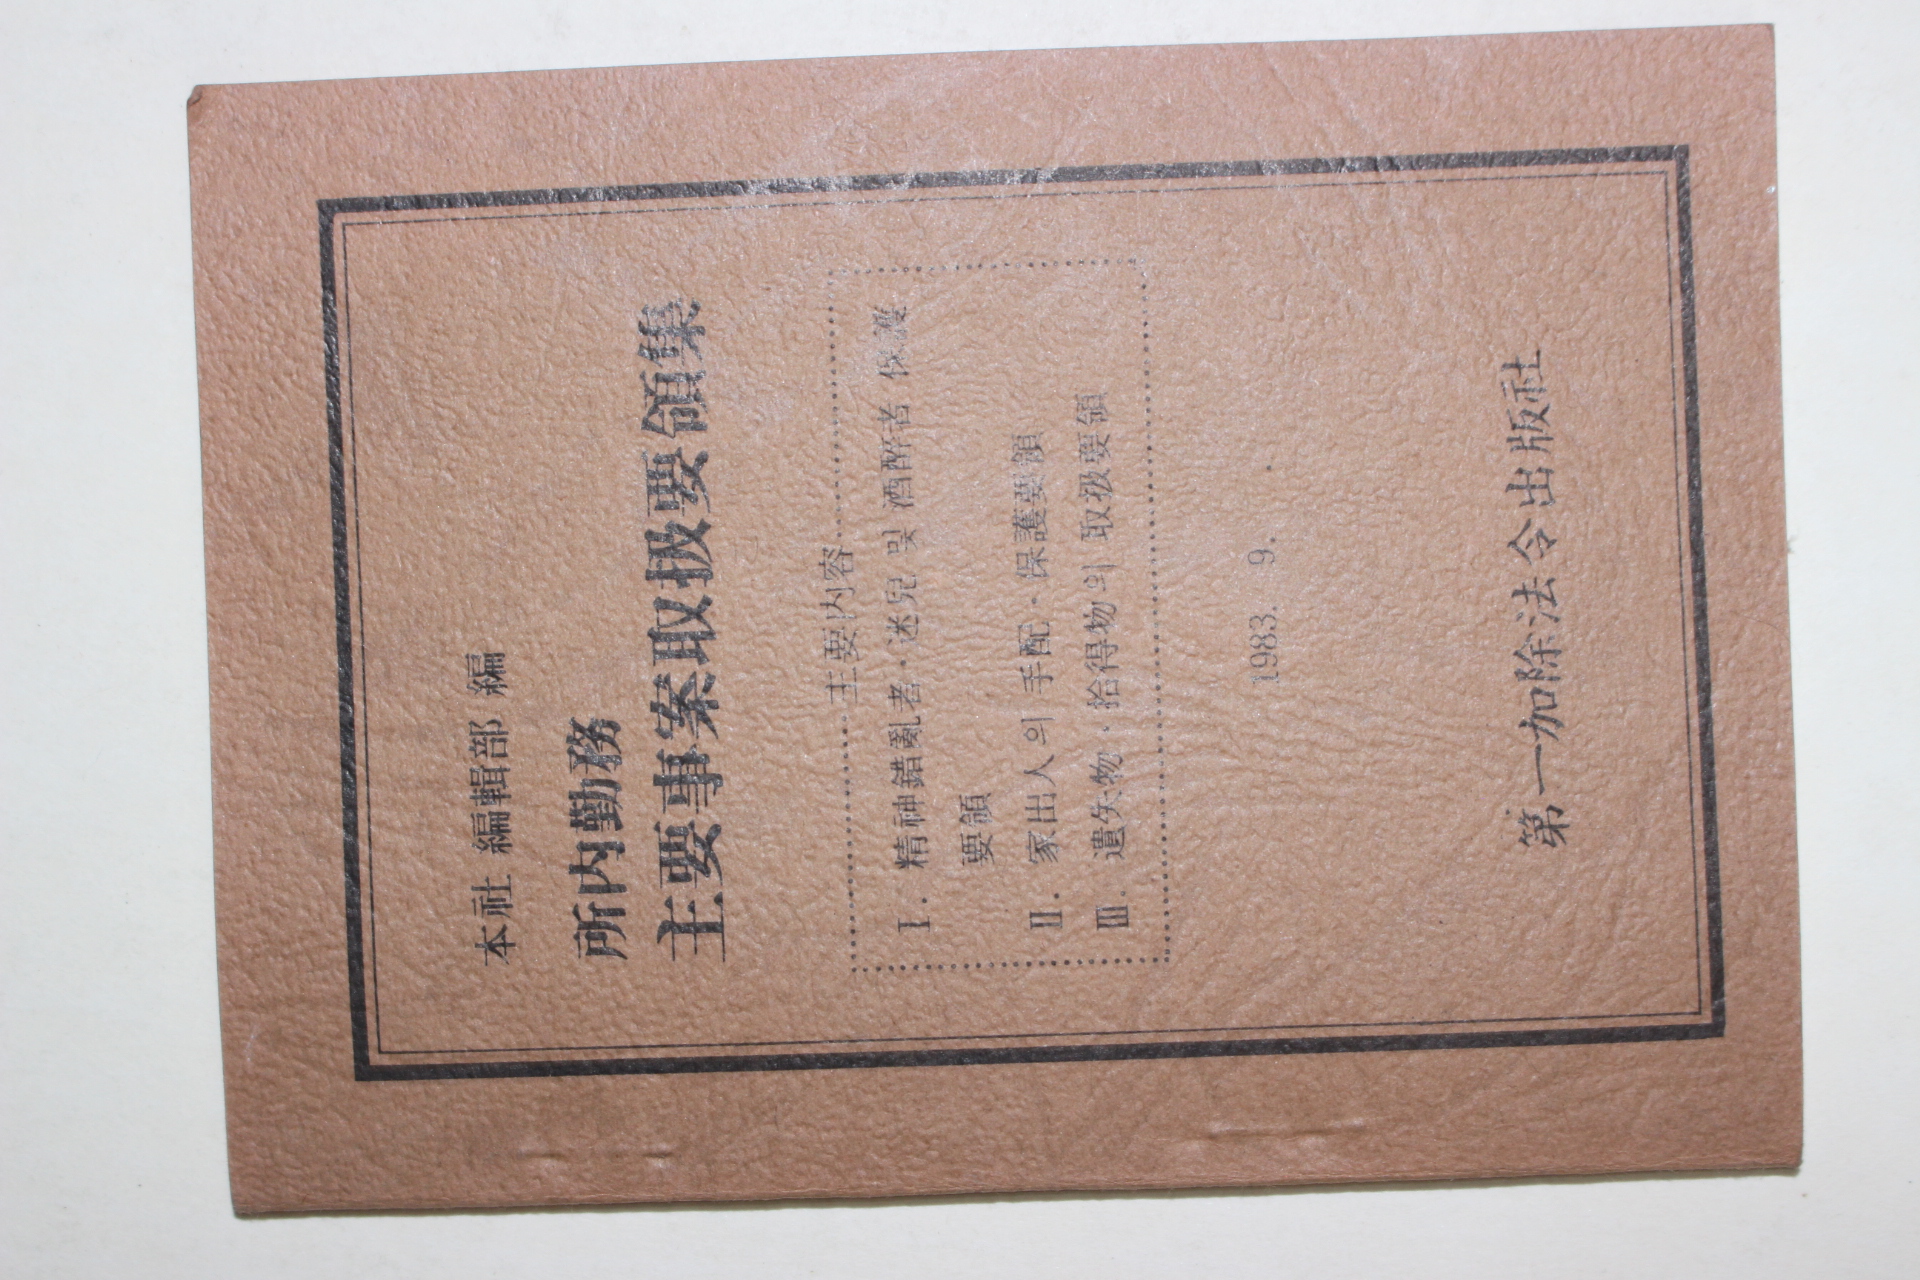 本社 編輯部 編
所內勤務
主要事案取扱要領集
主要內容
Ⅰ. 精神錯亂者·迷兒 및 酒醉者 保護
要領
Ⅱ. 家出人의 手配·保護要領
Ⅲ. 遺失物·拾得物의 取扱要領
1983. 9. .
第一加除法令出版社